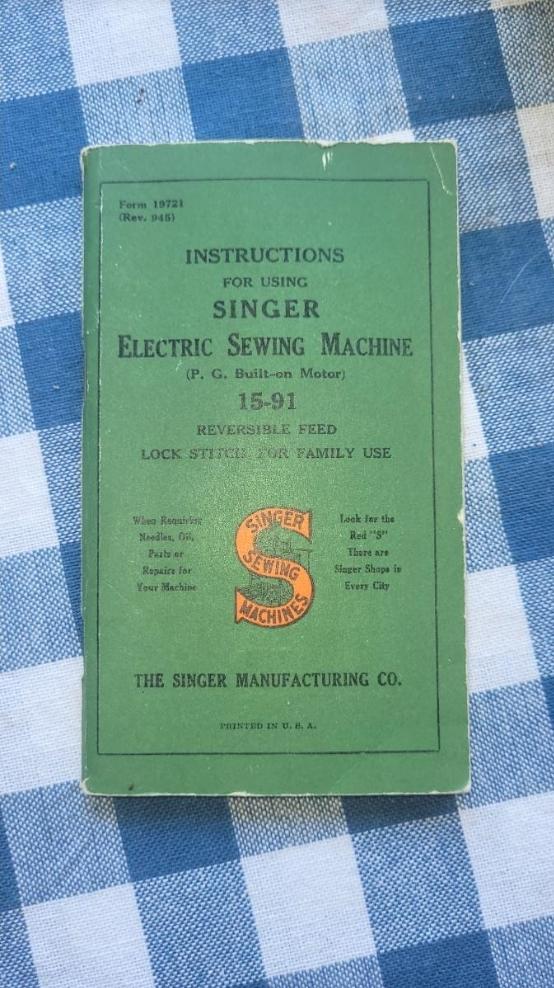 Form 19721
(Rev. 945)
INSTRUCTIONS
FOR USING
SINGER
ELECTRIC SEWING MACHINE
(P. G. Built-on Motor)
15-91
REVERSIBLE FEED
LOCK STITCH FOR FAMILY USE
When Requiring
Needles, Oil,
Parts or
Repairs for
Your Machine
SINGER
SEWING
MACHINES
Look for the
Red "S"
There are
Singer Shops in
Every City
THE SINGER MANUFACTURING CO.
PRINTED IN U. S. A.